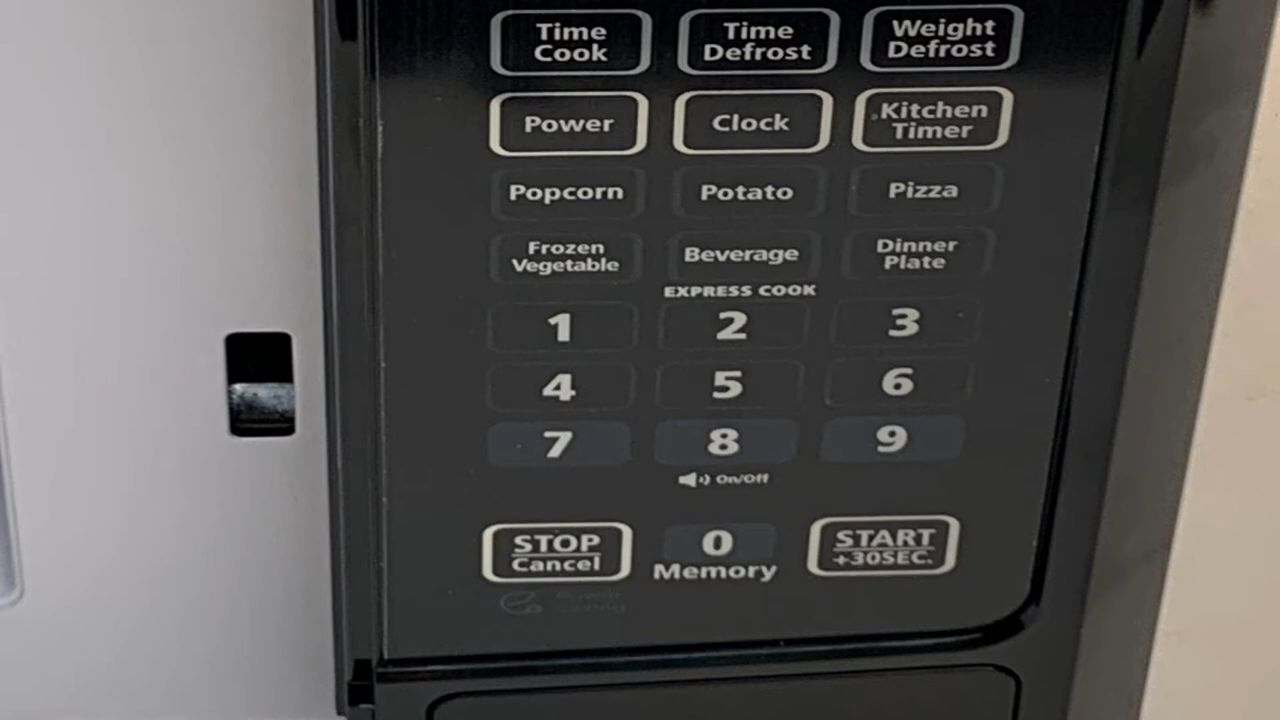 Time Cook
Time Defrost
Weight Defrost
Power
Clock
Kitchen Timer
Popcorn
Potato
Pizza
Frozen Vegetable
Beverage
Dinner Plate
EXPRESS COOK
1
2
3
4
5
6
7
8
9
On/Off
STOP
Cancel
0
Memory
START
+30SEC.